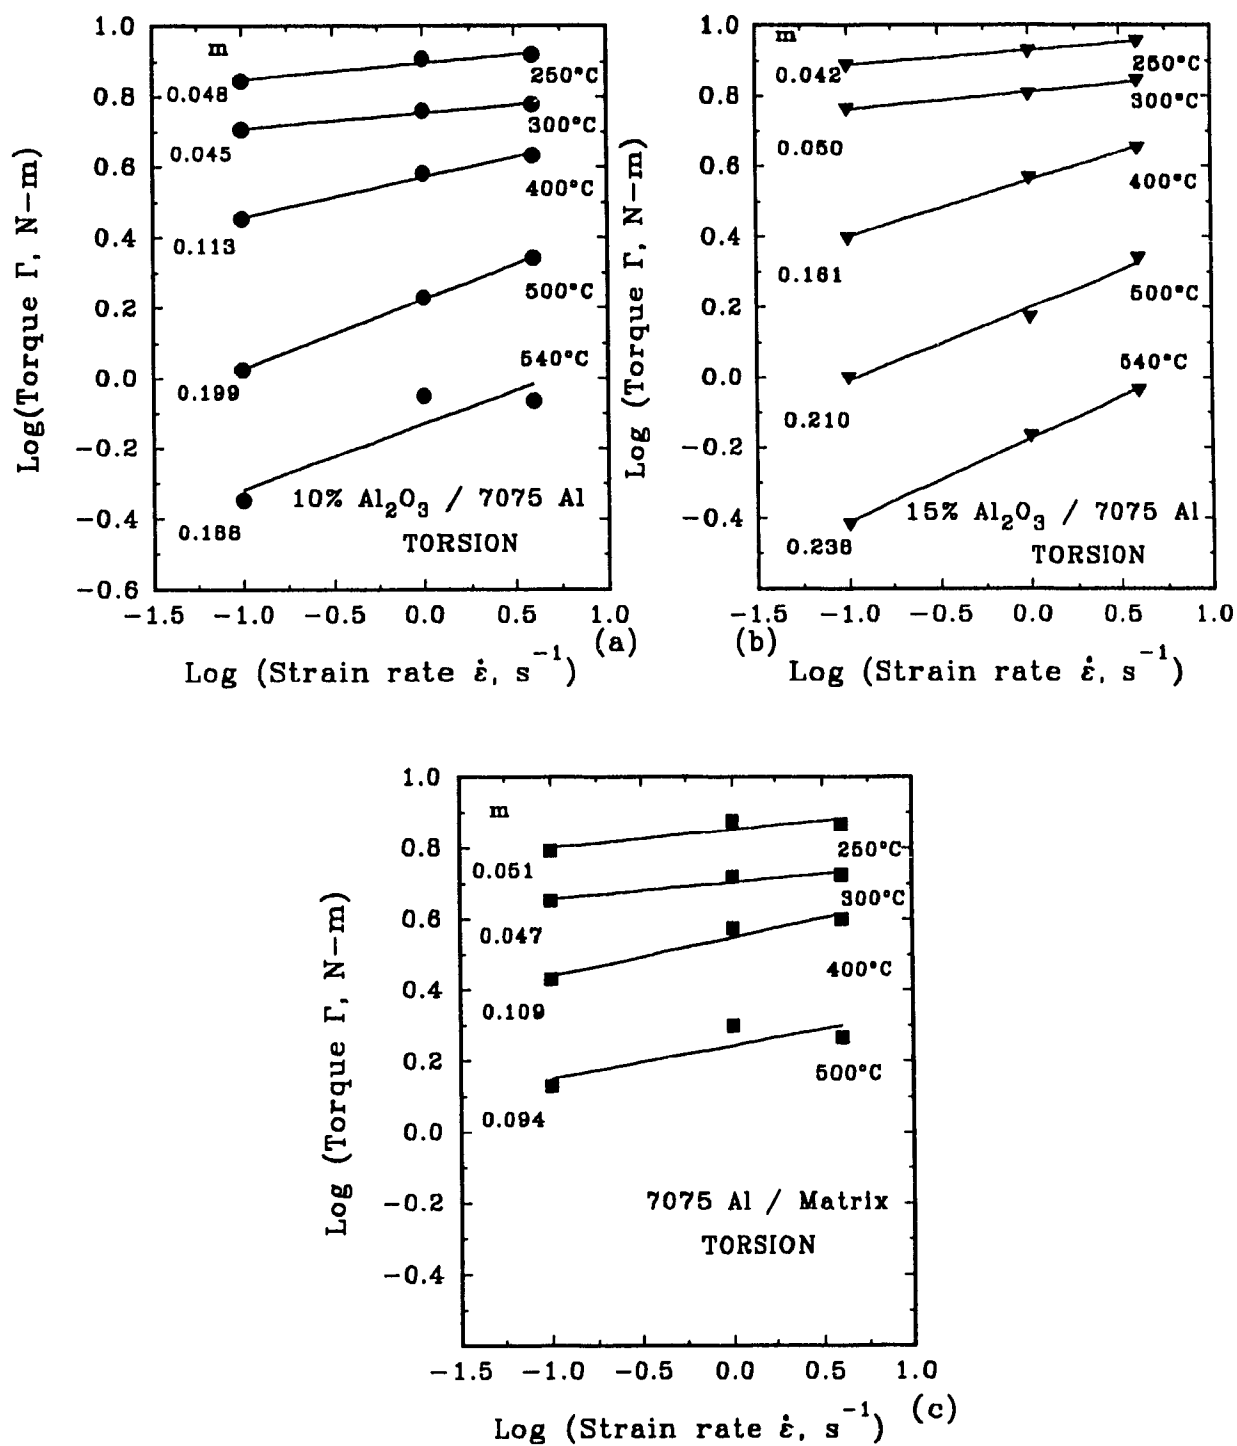 1.0
0.8
0.6
0.4
0.2
0.0
−0.2
−0.4
−0.6
Log(Torque Γ, N−m)
m
0.048
0.045
0.113
0.199
0.188
250°C
300°C
400°C
500°C
540°C
10% Al₂O₃ / 7075 Al
TORSION
−1.5 −1.0 −0.5 0.0 0.5 1.0
Log (Strain rate ε̇, s⁻¹)
(a)
1.0
0.8
0.6
0.4
0.2
0.0
−0.2
−0.4
Log (Torque Γ, N−m)
m
0.042
0.050
0.161
0.210
0.238
250°C
300°C
400°C
500°C
540°C
15% Al₂O₃ / 7075 Al
TORSION
−1.5 −1.0 −0.5 0.0 0.5 1.0
(b)
Log (Strain rate ε̇, s⁻¹)
1.0
0.8
0.6
0.4
0.2
0.0
−0.2
−0.4
Log (Torque Γ, N−m)
m
0.051
0.047
0.109
0.094
250°C
300°C
400°C
500°C
7075 Al / Matrix
TORSION
−1.5 −1.0 −0.5 0.0 0.5 1.0
Log (Strain rate ε̇, s⁻¹)
(c)